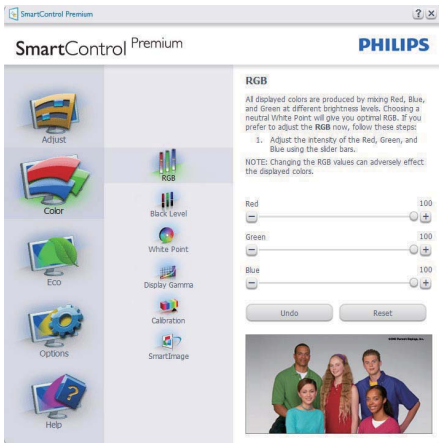 SmartControl Premium
SmartControl Premium
PHILIPS
Adjust
Color
Eco
Options
Help
RGB
Black Level
White Point
Display Gamma
Calibration
SmartImage
RGB
All displayed colors are produced by mixing Red, Blue,
and Green at different brightness levels. Choosing a
neutral White Point will give you optimal RGB. If you
prefer to adjust the RGB now, follow these steps:
1. Adjust the intensity of the Red, Green, and
Blue using the slider bars.
NOTE: Changing the RGB values can adversely effect
the displayed colors.
Red 100
Green 100
Blue 100
Undo Reset